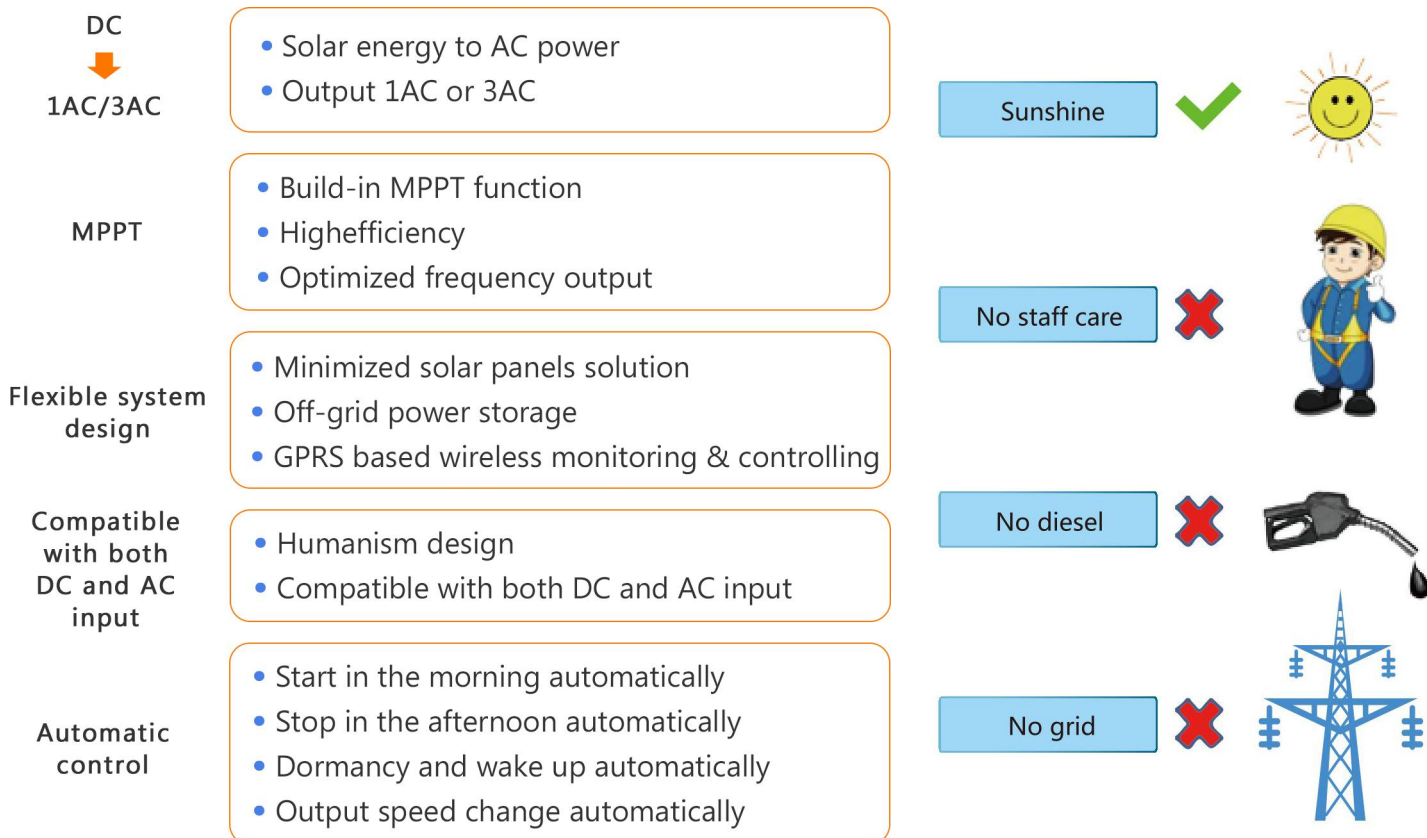 DC
1AC/3AC
• Solar energy to AC power
• Output 1AC or 3AC
MPPT
• Build-in MPPT function
• Highefficiency
• Optimized frequency output
Flexible system
design
• Minimized solar panels solution
• Off-grid power storage
• GPRS based wireless monitoring & controlling
Compatible
with both
DC and AC
input
• Humanism design
• Compatible with both DC and AC input
Automatic
control
• Start in the morning automatically
• Stop in the afternoon automatically
• Dormancy and wake up automatically
• Output speed change automatically
Sunshine
No staff care
No diesel
No grid